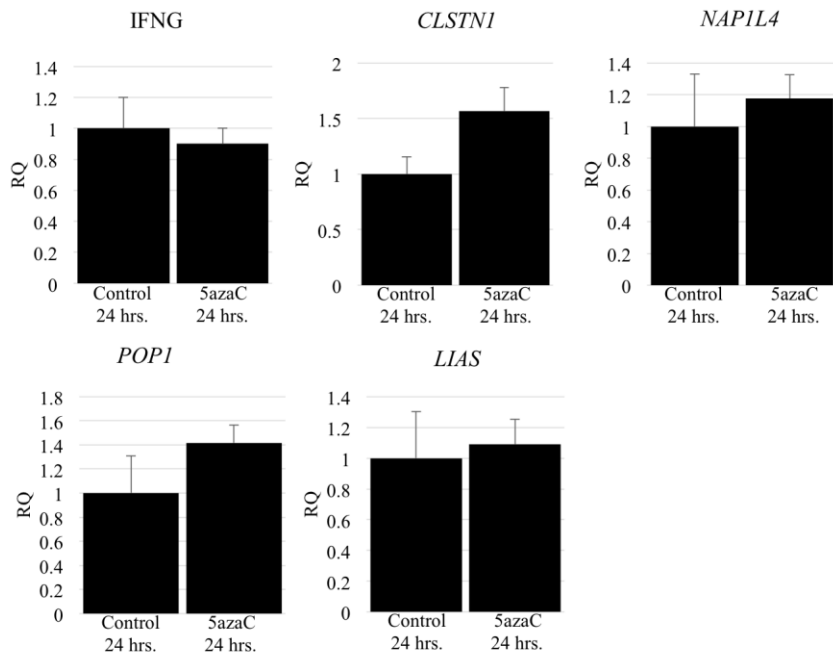 IFNG
1.4
1.2
1
0.8
0.6
0.4
0.2
0
RQ
Control
24 hrs.
5azaC
24 hrs.
CLSTN1
2
1.5
1
0.5
0
RQ
Control
24 hrs.
5azaC
24 hrs.
NAP1L4
1.4
1.2
1
0.8
0.6
0.4
0.2
0
RQ
Control
24 hrs.
5azaC
24 hrs.
POP1
1.8
1.6
1.4
1.2
1
0.8
0.6
0.4
0.2
0
RQ
Control
24 hrs.
5azaC
24 hrs.
LIAS
1.4
1.2
1
0.8
0.6
0.4
0.2
0
RQ
Control
24 hrs.
5azaC
24 hrs.